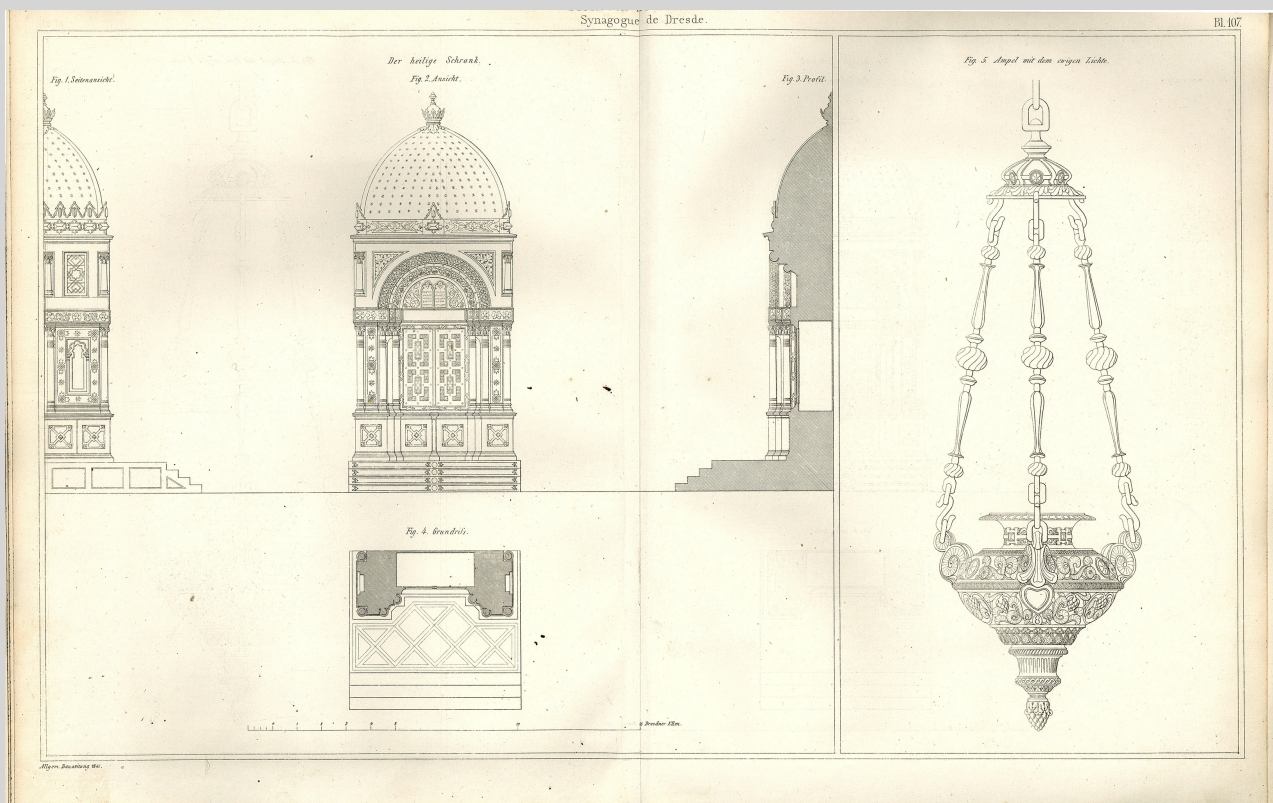 Synagogue de Dresde.
Bl. 107.
Der heilige Schrank.
Fig. 1. Seitenansicht.
Fig. 2. Ansicht.
Fig. 3. Profil.
Fig. 5. Ampel mit dem ewigen Lichte.
Fig. 4. Grundriſs.
Dresdner Ellen.
Allgem. Bauzeitung